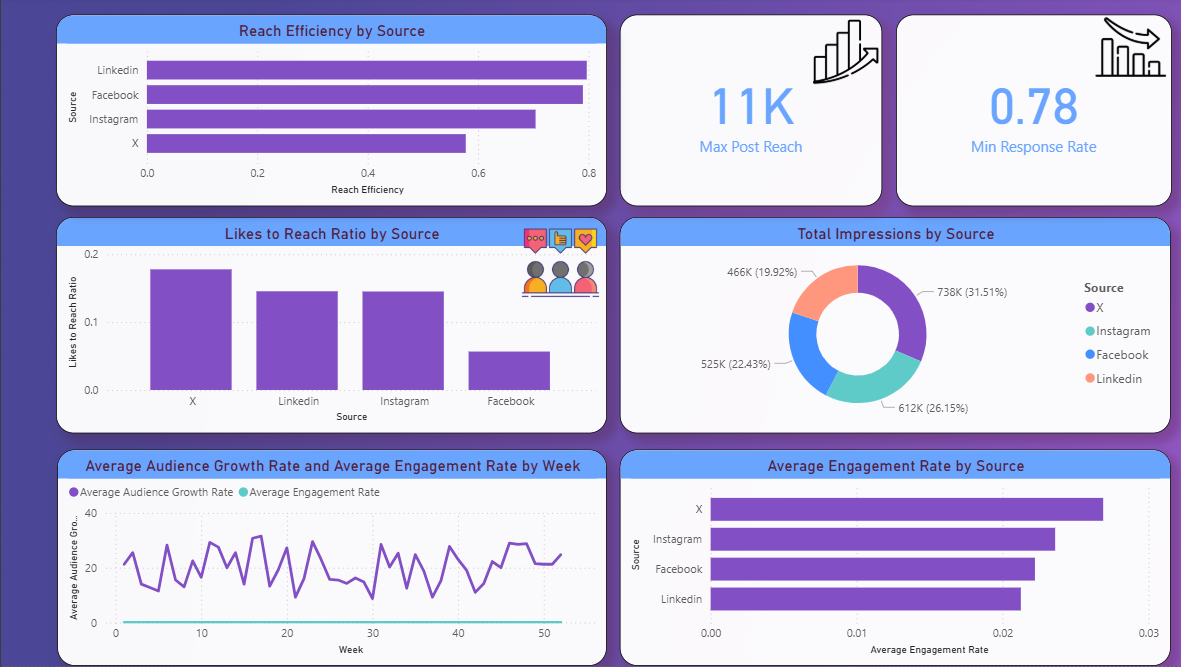 Reach Efficiency by Source
Source
Linkedin
Facebook
Instagram
X
0.0 0.2 0.4 0.6 0.8
Reach Efficiency
11K
Max Post Reach
0.78
Min Response Rate
Likes to Reach Ratio by Source
Likes to Reach Ratio
0.2
0.1
0.0
X Linkedin Instagram Facebook
Source
Total Impressions by Source
466K (19.92%)
738K (31.51%)
525K (22.43%)
612K (26.15%)
Source
X
Instagram
Facebook
Linkedin
Average Audience Growth Rate and Average Engagement Rate by Week
Average Audience Growth Rate Average Engagement Rate
Average Audience Gro...
40
20
0
0 10 20 30 40 50
Week
Average Engagement Rate by Source
Source
X
Instagram
Facebook
Linkedin
0.00 0.01 0.02 0.03
Average Engagement Rate